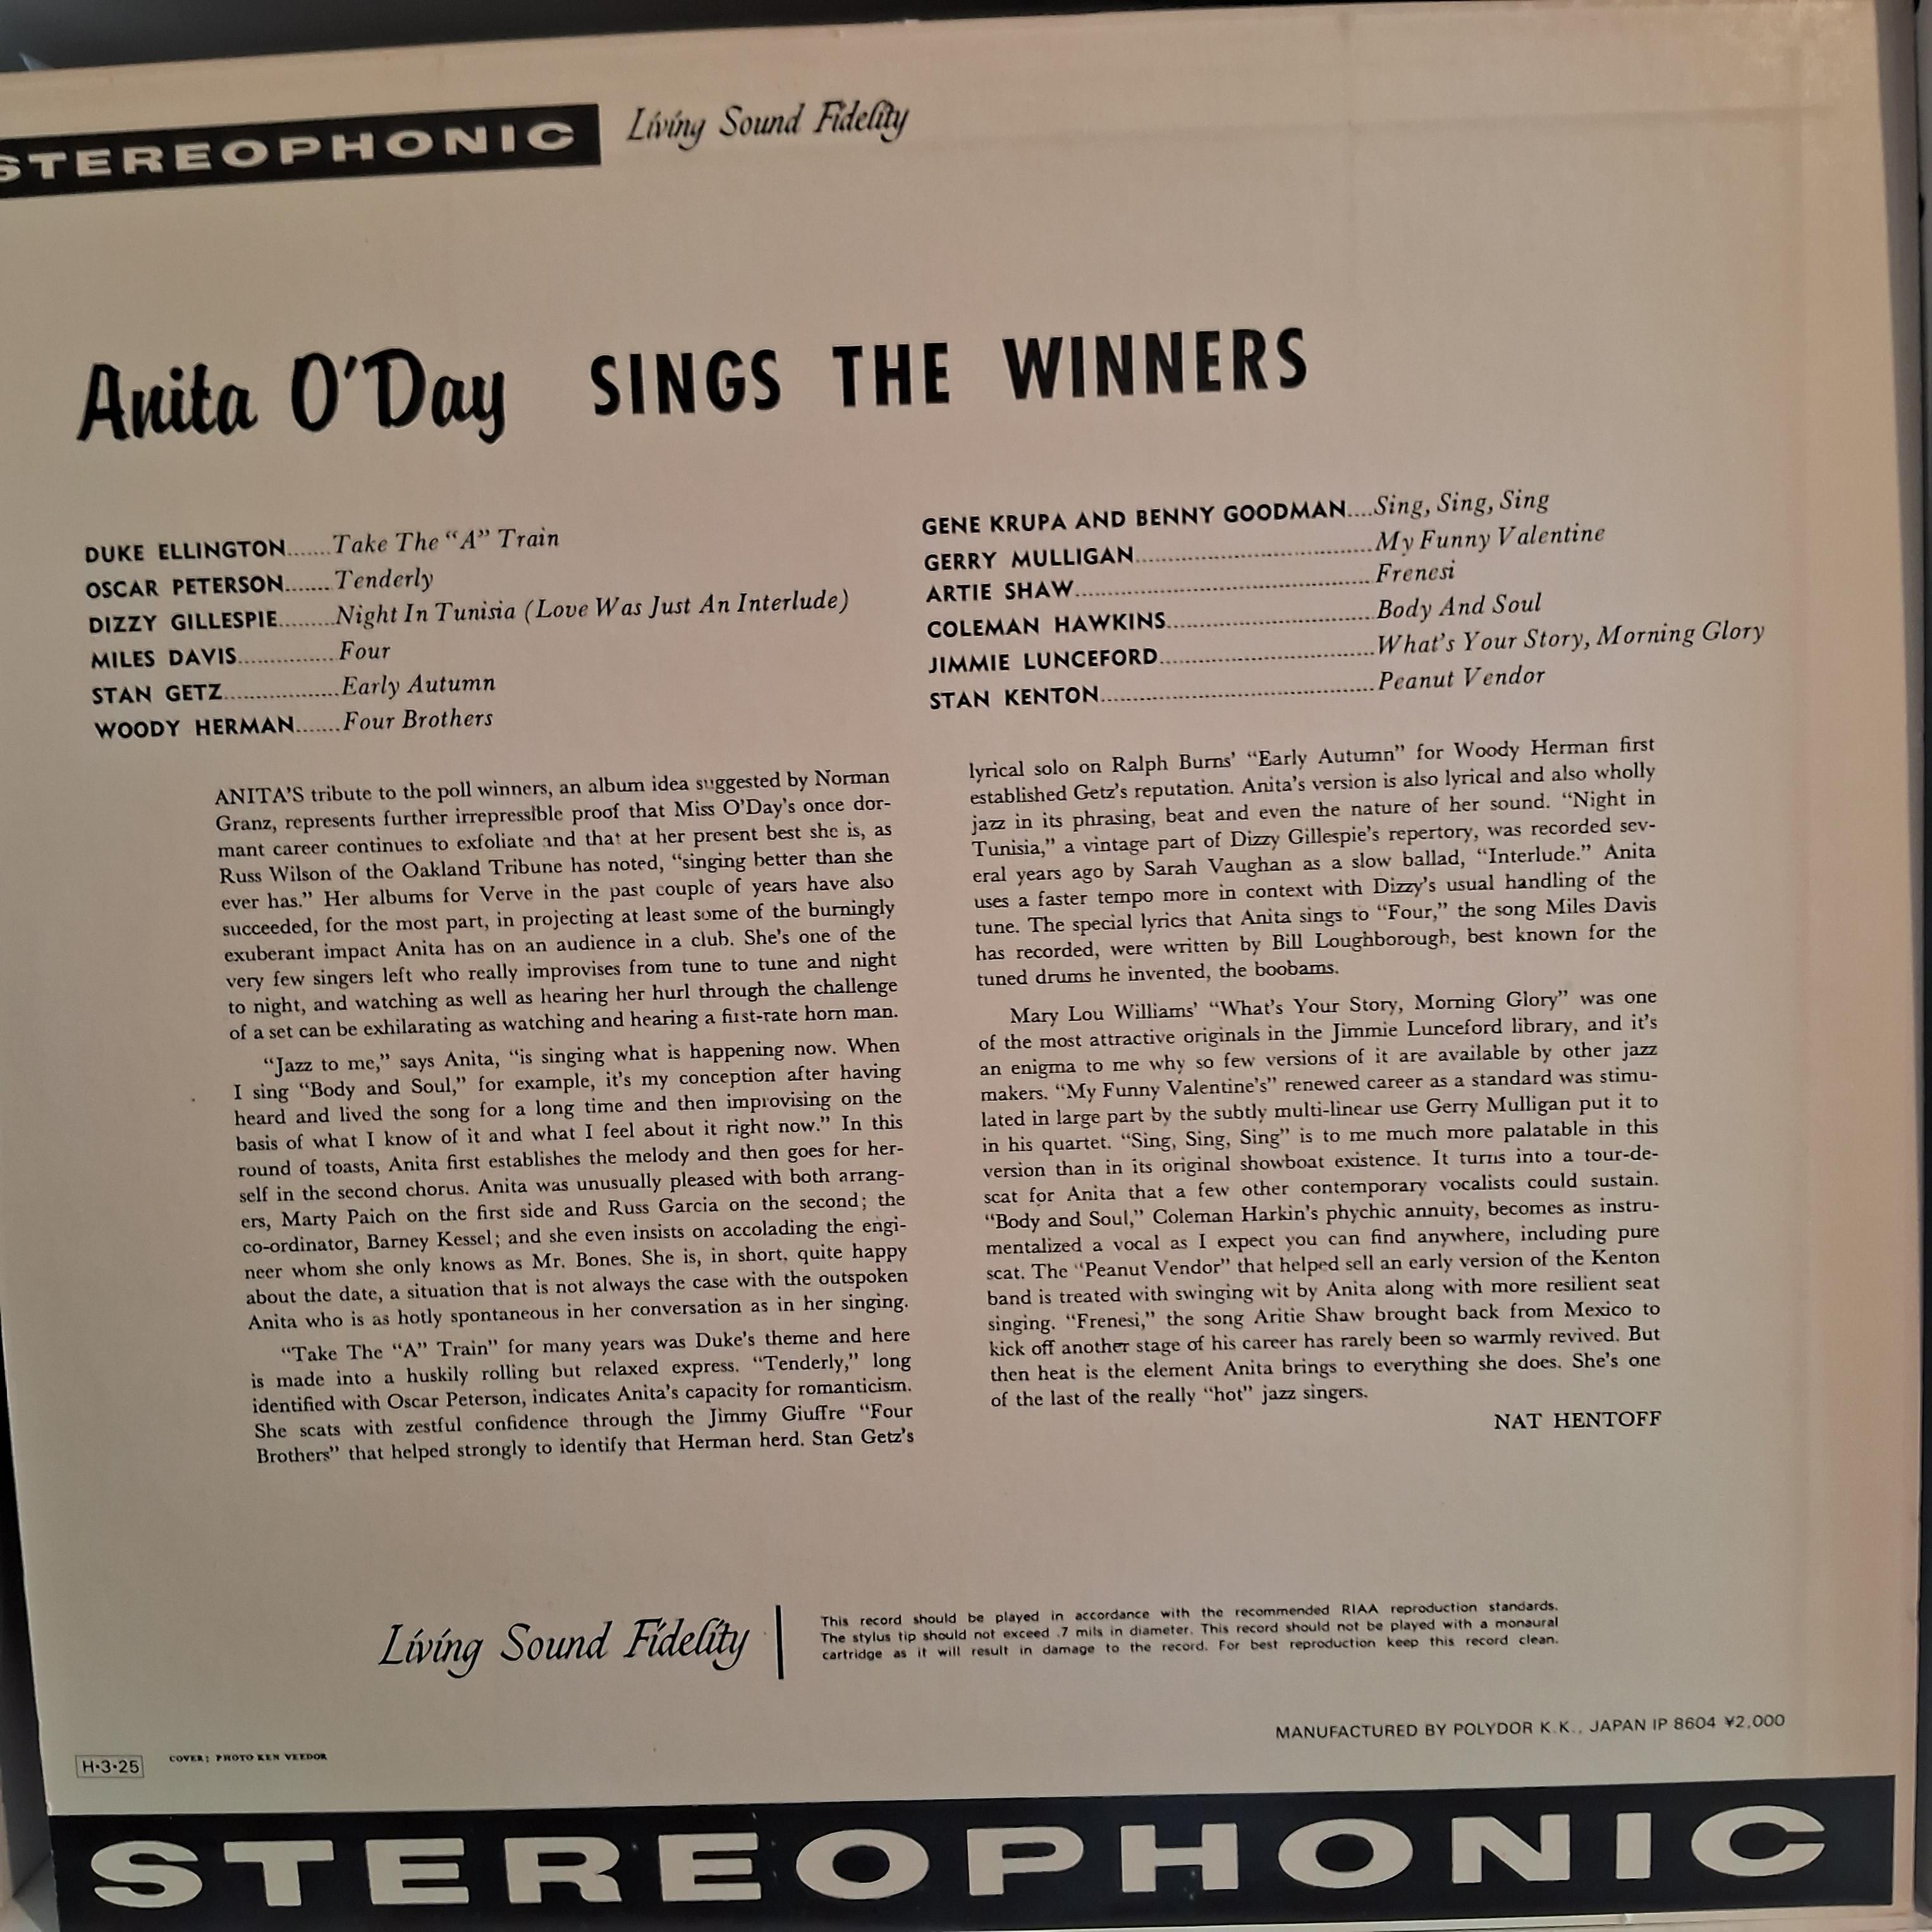 STEREOPHONIC Living Sound Fidelity
Anita O'Day SINGS THE WINNERS
DUKE ELLINGTON.......Take The "A" Train
OSCAR PETERSON.......Tenderly
DIZZY GILLESPIE........Night In Tunisia (Love Was Just An Interlude)
MILES DAVIS...............Four
STAN GETZ.................Early Autumn
WOODY HERMAN.......Four Brothers
GENE KRUPA AND BENNY GOODMAN....Sing, Sing, Sing
GERRY MULLIGAN.......................................My Funny Valentine
ARTIE SHAW.................................................Frenesi
COLEMAN HAWKINS..................................Body And Soul
JIMMIE LUNCEFORD...................................What's Your Story, Morning Glory
STAN KENTON.............................................Peanut Vendor
ANITA'S tribute to the poll winners, an album idea suggested by Norman
Granz, represents further irrepressible proof that Miss O'Day's once dor-
mant career continues to exfoliate and that at her present best she is, as
Russ Wilson of the Oakland Tribune has noted, "singing better than she
ever has." Her albums for Verve in the past couple of years have also
succeeded, for the most part, in projecting at least some of the burningly
exuberant impact Anita has on an audience in a club. She's one of the
very few singers left who really improvises from tune to tune and night
to night, and watching as well as hearing her hurl through the challenge
of a set can be exhilarating as watching and hearing a first-rate horn man.
"Jazz to me," says Anita, "is singing what is happening now. When
I sing "Body and Soul," for example, it's my conception after having
heard and lived the song for a long time and then improvising on the
basis of what I know of it and what I feel about it right now." In this
round of toasts, Anita first establishes the melody and then goes for her-
self in the second chorus. Anita was unusually pleased with both arrang-
ers, Marty Paich on the first side and Russ Garcia on the second; the
co-ordinator, Barney Kessel; and she even insists on accolading the engi-
neer whom she only knows as Mr. Bones. She is, in short, quite happy
about the date, a situation that is not always the case with the outspoken
Anita who is as hotly spontaneous in her conversation as in her singing.
"Take The "A" Train" for many years was Duke's theme and here
is made into a huskily rolling but relaxed express. "Tenderly," long
identified with Oscar Peterson, indicates Anita's capacity for romanticism.
She scats with zestful confidence through the Jimmy Giuffre "Four
Brothers" that helped strongly to identify that Herman herd. Stan Getz's
lyrical solo on Ralph Burns' "Early Autumn" for Woody Herman first
established Getz's reputation. Anita's version is also lyrical and also wholly
jazz in its phrasing, beat and even the nature of her sound. "Night in
Tunisia," a vintage part of Dizzy Gillespie's repertory, was recorded sev-
eral years ago by Sarah Vaughan as a slow ballad, "Interlude." Anita
uses a faster tempo more in context with Dizzy's usual handling of the
tune. The special lyrics that Anita sings to "Four," the song Miles Davis
has recorded, were written by Bill Loughborough, best known for the
tuned drums he invented, the boobams.
Mary Lou Williams' "What's Your Story, Morning Glory" was one
of the most attractive originals in the Jimmie Lunceford library, and it's
an enigma to me why so few versions of it are available by other jazz
makers. "My Funny Valentine's" renewed career as a standard was stimu-
lated in large part by the subtly multi-linear use Gerry Mulligan put it to
in his quartet. "Sing, Sing, Sing" is to me much more palatable in this
version than in its original showboat existence. It turns into a tour-de-
scat for Anita that a few other contemporary vocalists could sustain.
"Body and Soul," Coleman Harkin's phychic annuity, becomes as instru-
mentalized a vocal as I expect you can find anywhere, including pure
scat. The "Peanut Vendor" that helped sell an early version of the Kenton
band is treated with swinging wit by Anita along with more resilient seat
singing. "Frenesi," the song Aritie Shaw brought back from Mexico to
kick off another stage of his career has rarely been so warmly revived. But
then heat is the element Anita brings to everything she does. She's one
of the last of the really "hot" jazz singers.
NAT HENTOFF
Living Sound Fidelity
This record should be played in accordance with the recommended RIAA reproduction standards.
The stylus tip should not exceed .7 mils in diameter. This record should not be played with a monaural
cartridge as it will result in damage to the record. For best reproduction keep this record clean.
MANUFACTURED BY POLYDOR K.K., JAPAN IP 8604 ¥2,000
H·3·25 COVER; PHOTO KEN VEEDOR
STEREOPHONIC